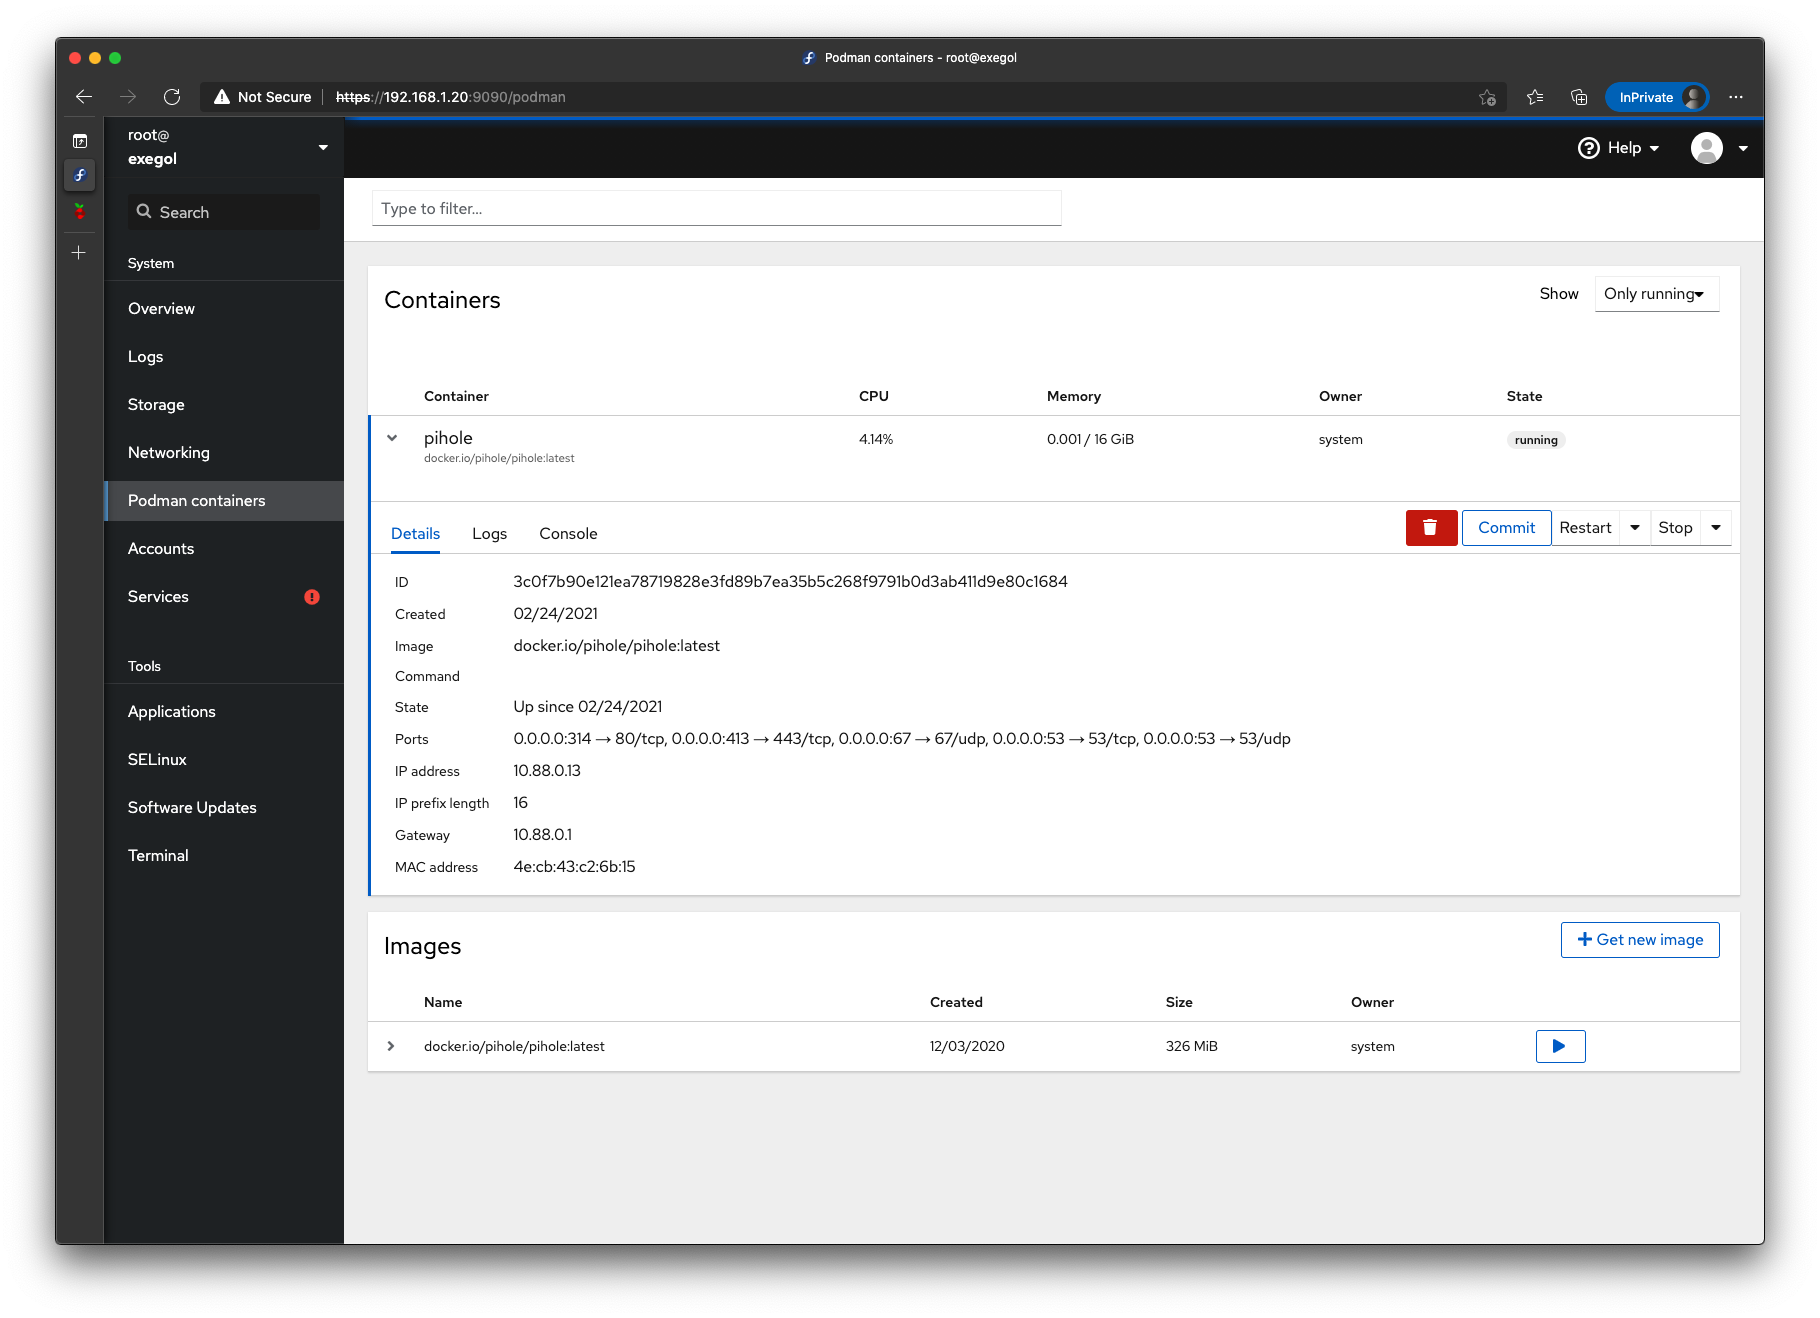 Podman containers - root@exegol
Not Secure https://192.168.1.20:9090/podman InPrivate
root@
exegol
Help
Search
Type to filter...
System
Overview
Logs
Storage
Networking
Podman containers
Accounts
Services
Tools
Applications
SELinux
Software Updates
Terminal
Containers
Show Only running
Container CPU Memory Owner State
pihole 4.14% 0.001 / 16 GiB system running
docker.io/pihole/pihole:latest
Details Logs Console Commit Restart Stop
ID 3c0f7b90e121ea78719828e3fd89b7ea35b5c268f9791b0d3ab411d9e80c1684
Created 02/24/2021
Image docker.io/pihole/pihole:latest
Command
State Up since 02/24/2021
Ports 0.0.0.0:314 → 80/tcp, 0.0.0.0:413 → 443/tcp, 0.0.0.0:67 → 67/udp, 0.0.0.0:53 → 53/tcp, 0.0.0.0:53 → 53/udp
IP address 10.88.0.13
IP prefix length 16
Gateway 10.88.0.1
MAC address 4e:cb:43:c2:6b:15
Images
Get new image
Name Created Size Owner
docker.io/pihole/pihole:latest 12/03/2020 326 MiB system